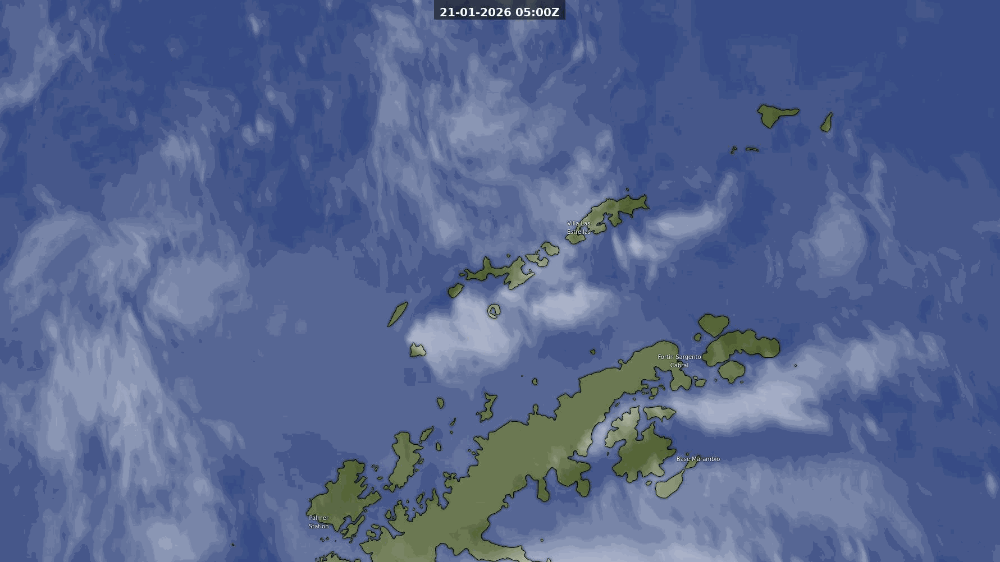 21-01-2026 05:00Z
Villa Las
Estrellas
Fortin Sargento
Cabral
Base Marambio
Palmer
Station